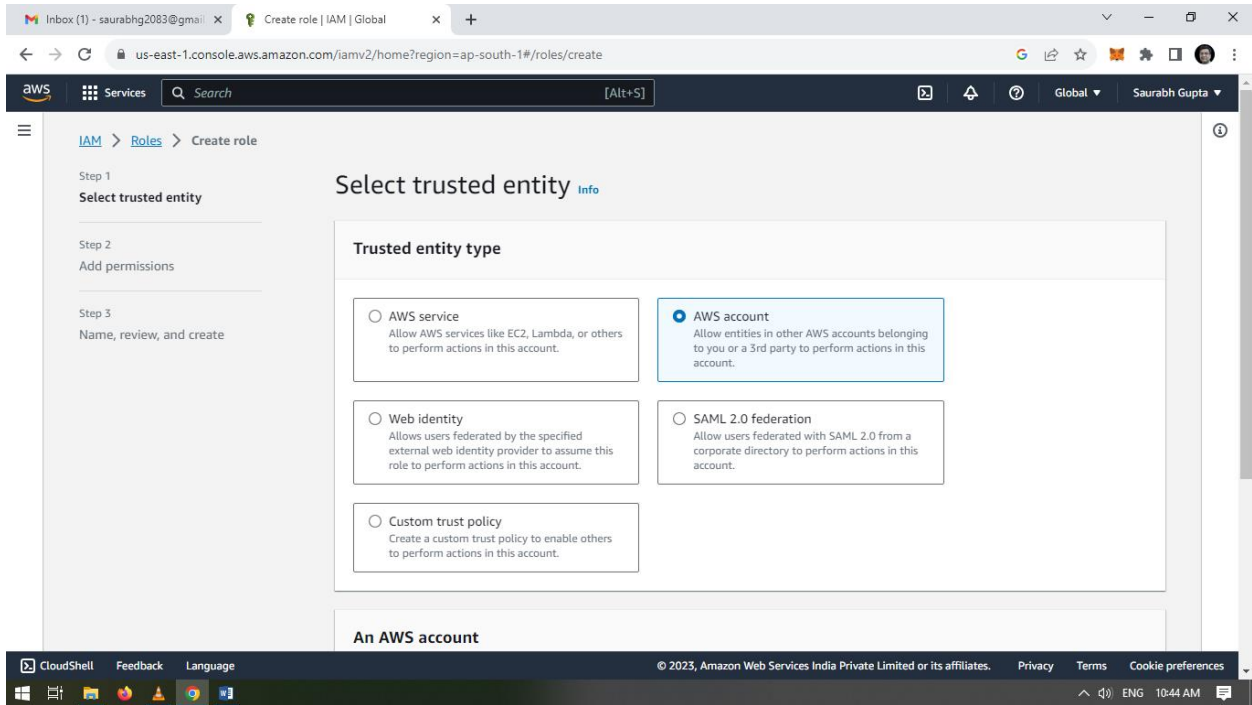 Inbox (1) - saurabhg2083@gmail
Create role | IAM | Global
us-east-1.console.aws.amazon.com/iamv2/home?region=ap-south-1#/roles/create
aws
Services
Search
[Alt+S]
Global
Saurabh Gupta
IAM > Roles > Create role
Step 1
Select trusted entity
Step 2
Add permissions
Step 3
Name, review, and create
Select trusted entity Info
Trusted entity type
AWS service
Allow AWS services like EC2, Lambda, or others
to perform actions in this account.
AWS account
Allow entities in other AWS accounts belonging
to you or a 3rd party to perform actions in this
account.
Web identity
Allows users federated by the specified
external web identity provider to assume this
role to perform actions in this account.
SAML 2.0 federation
Allow users federated with SAML 2.0 from a
corporate directory to perform actions in this
account.
Custom trust policy
Create a custom trust policy to enable others
to perform actions in this account.
An AWS account
CloudShell Feedback Language
© 2023, Amazon Web Services India Private Limited or its affiliates. Privacy Terms Cookie preferences
ENG 10:44 AM